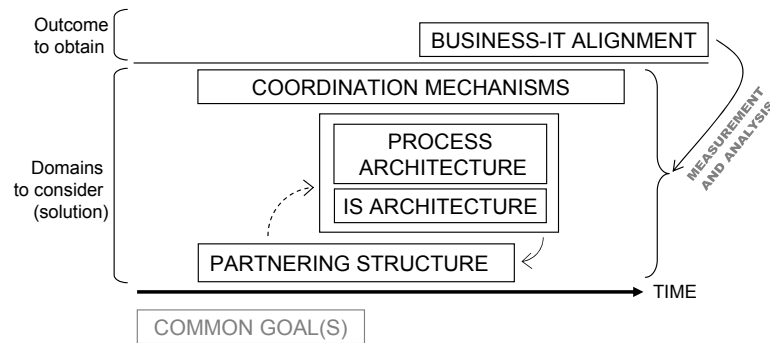 Outcome
to obtain
BUSINESS-IT ALIGNMENT
COORDINATION MECHANISMS
PROCESS
ARCHITECTURE
IS ARCHITECTURE
Domains
to consider
(solution)
MEASUREMENT
AND ANALYSIS
PARTNERING STRUCTURE
TIME
COMMON GOAL(S)